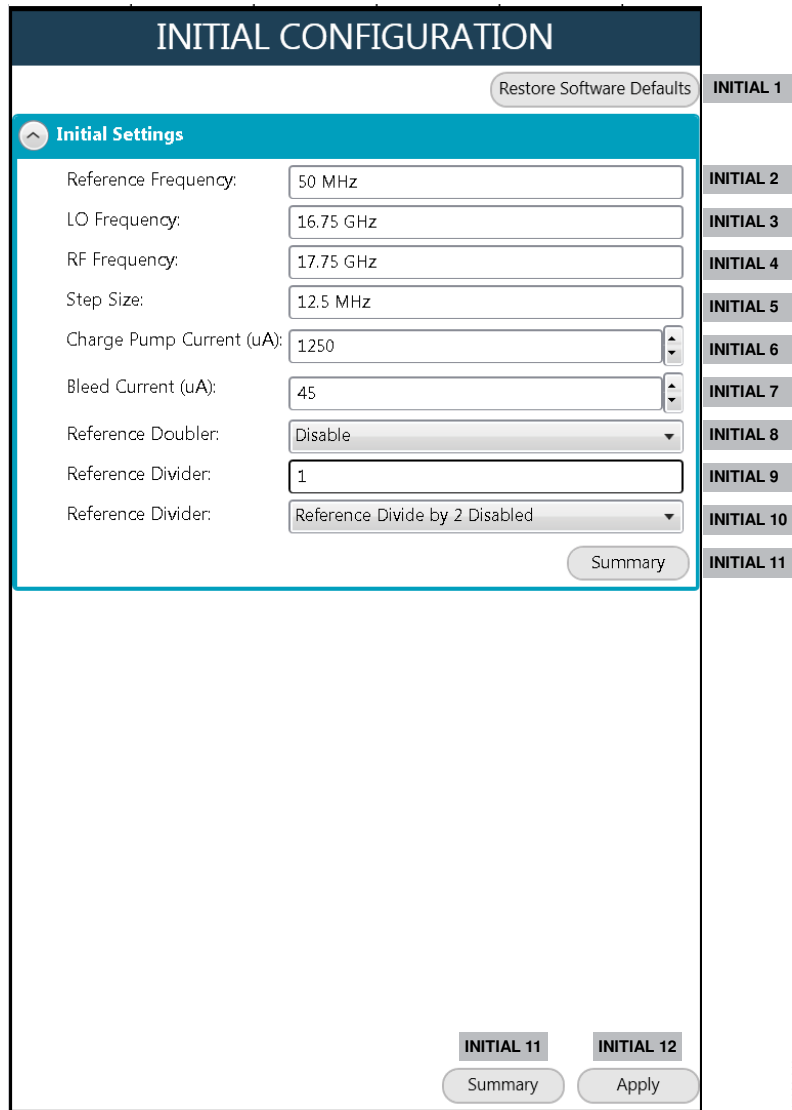 INITIAL CONFIGURATION
Restore Software Defaults INITIAL 1
Initial Settings
Reference Frequency: 50 MHz INITIAL 2
LO Frequency: 16.75 GHz INITIAL 3
RF Frequency: 17.75 GHz INITIAL 4
Step Size: 12.5 MHz INITIAL 5
Charge Pump Current (uA): 1250 INITIAL 6
Bleed Current (uA): 45 INITIAL 7
Reference Doubler: Disable INITIAL 8
Reference Divider: 1 INITIAL 9
Reference Divider: Reference Divide by 2 Disabled INITIAL 10
Summary INITIAL 11
INITIAL 11 INITIAL 12
Summary Apply